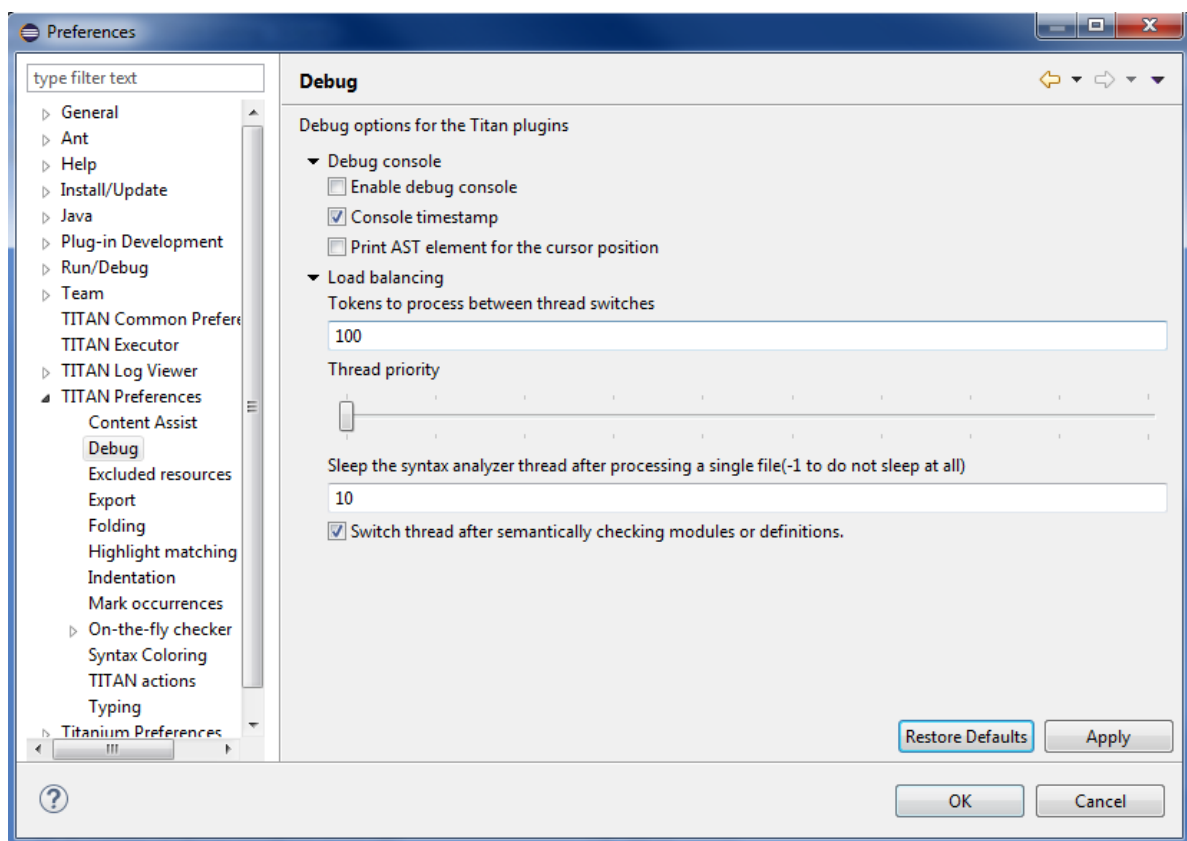 Preferences
type filter text
General
Ant
Help
Install/Update
Java
Plug-in Development
Run/Debug
Team
TITAN Common Prefere
TITAN Executor
TITAN Log Viewer
TITAN Preferences
Content Assist
Debug
Excluded resources
Export
Folding
Highlight matching
Indentation
Mark occurrences
On-the-fly checker
Syntax Coloring
TITAN actions
Typing
Titanium Preferences
Debug
Debug options for the Titan plugins
Debug console
Enable debug console
Console timestamp
Print AST element for the cursor position
Load balancing
Tokens to process between thread switches
100
Thread priority
Sleep the syntax analyzer thread after processing a single file(-1 to do not sleep at all)
10
Switch thread after semantically checking modules or definitions.
Restore Defaults
Apply
?
OK
Cancel